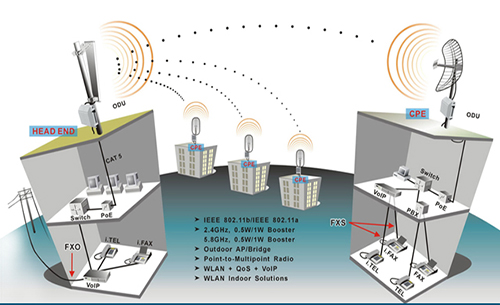 ODU
CPE
ODU
HEAD END
CAT 5
CPE
CPE
CPE
Switch
PoE
Switch
VoIP
PoE
PBX
FXO
i.TEL
i.FAX
VoIP
FXS
i.TEL
TEL
FAX
i.FAX
IEEE 802.11b/IEEE 802.11a
2.4GHz, 0.5W/1W Booster
5.8GHz, 0.5W/1W Booster
Outdoor AP/Bridge
Point-to-Multipoint Radio
WLAN + QoS + VoIP
WLAN Indoor Solutions